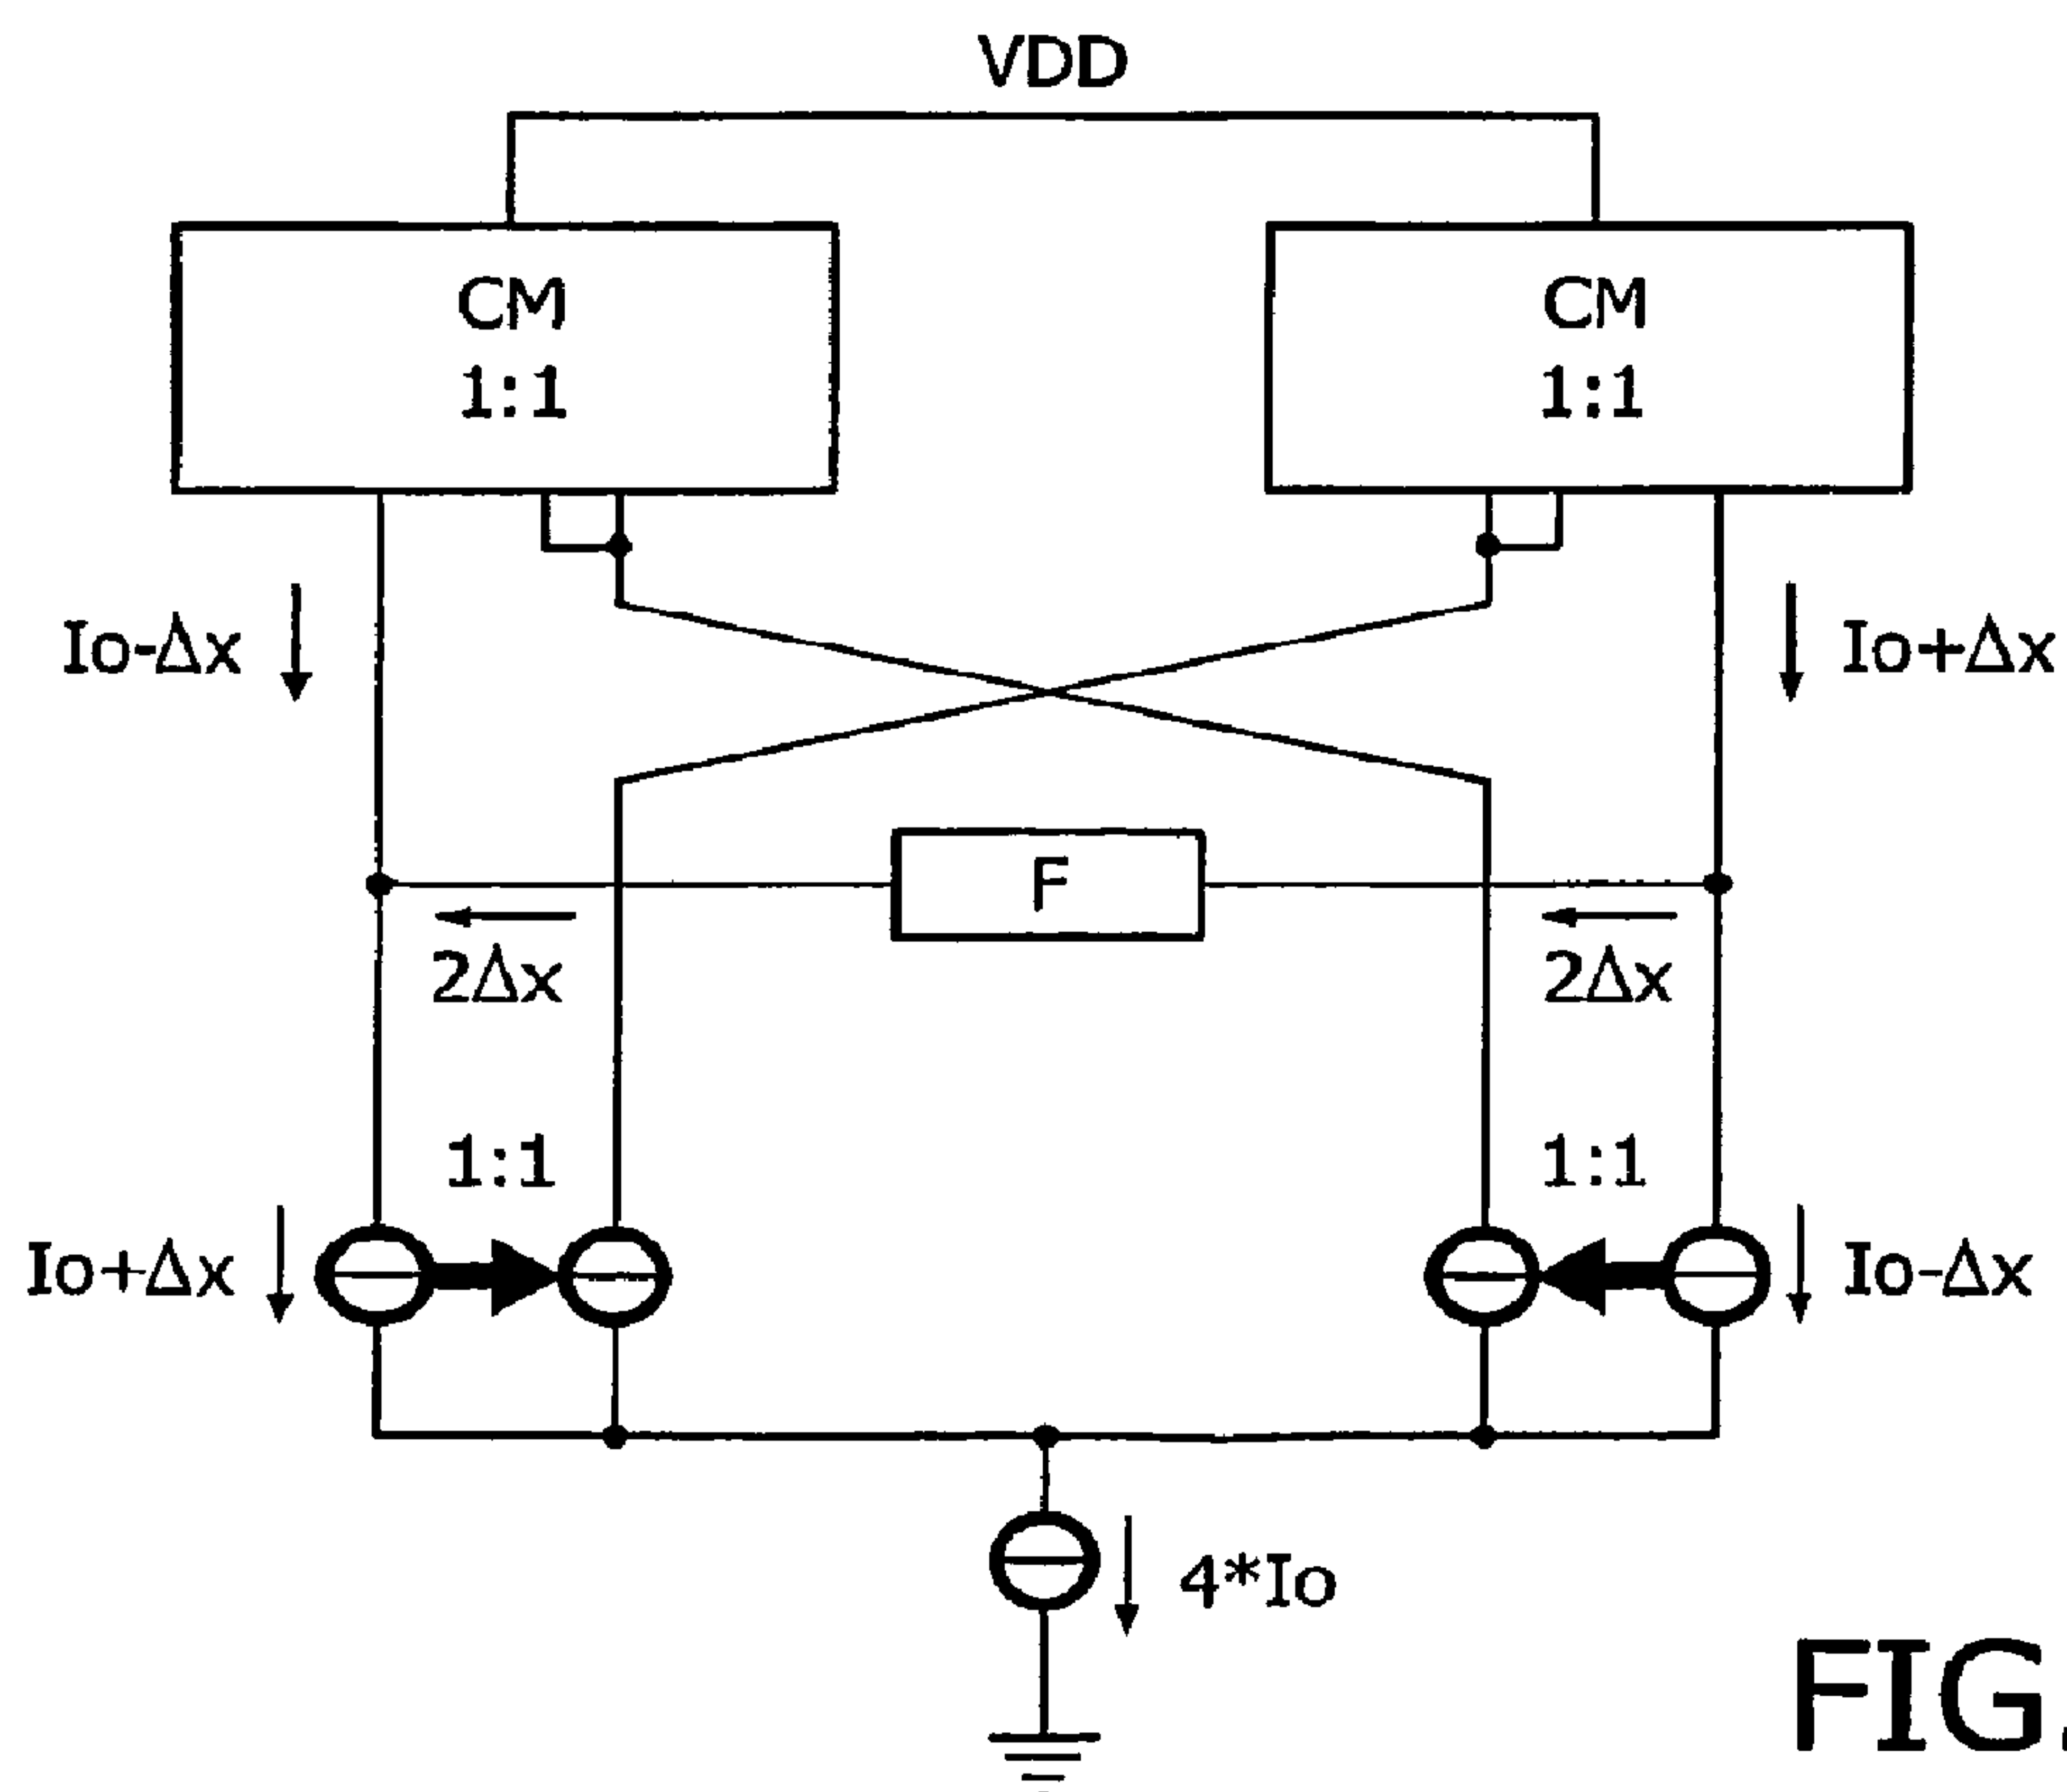 VDD
CM
1:1
CM
1:1
Io-Δx
Io+Δx
F
2Δx
2Δx
1:1
1:1
Io+Δx
Io-Δx
4*Io
FIG.